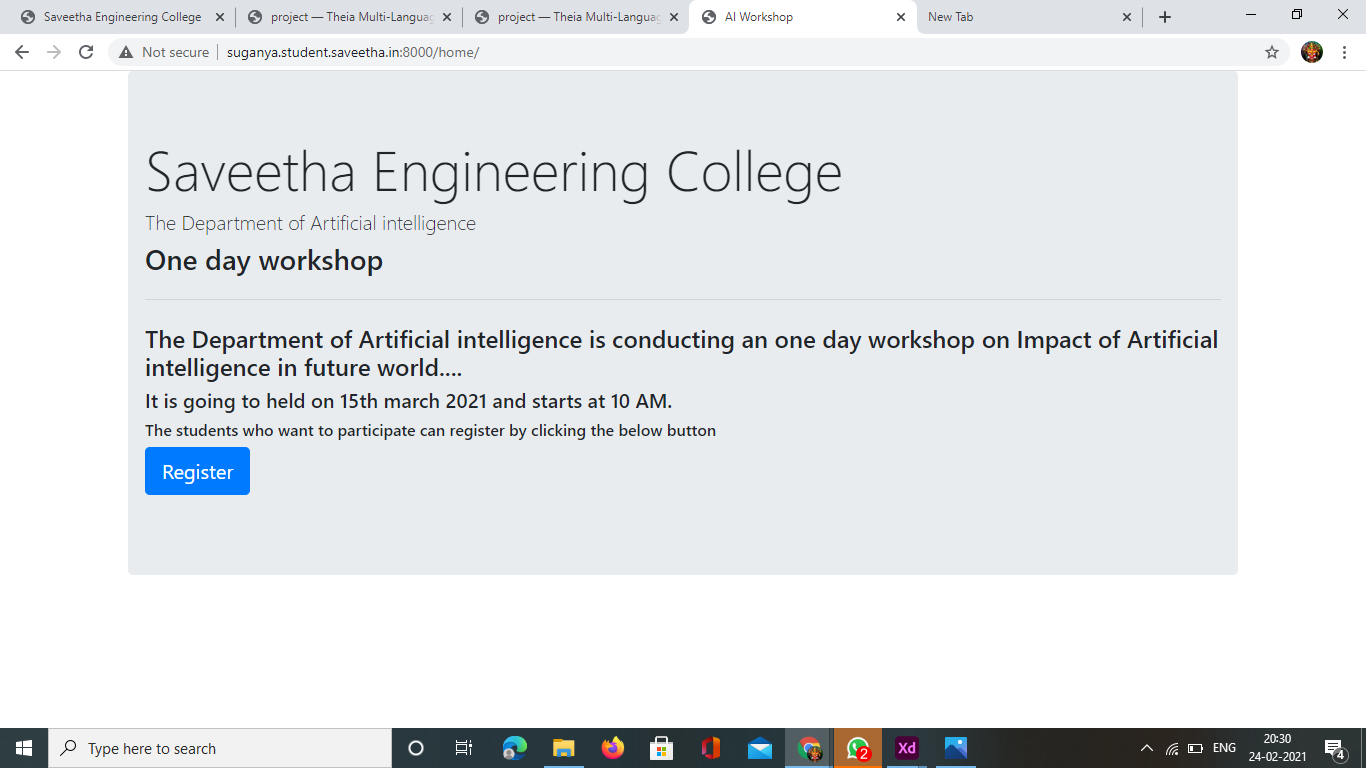 Saveetha Engineering College
project — Theia Multi-Languag
project — Theia Multi-Languag
AI Workshop
New Tab
Not secure
suganya.student.saveetha.in:8000/home/
Saveetha Engineering College
The Department of Artificial intelligence
One day workshop
The Department of Artificial intelligence is conducting an one day workshop on Impact of Artificial
intelligence in future world....
It is going to held on 15th march 2021 and starts at 10 AM.
The students who want to participate can register by clicking the below button
Register
Type here to search
2
Xd
ENG
20:30
24-02-2021
4